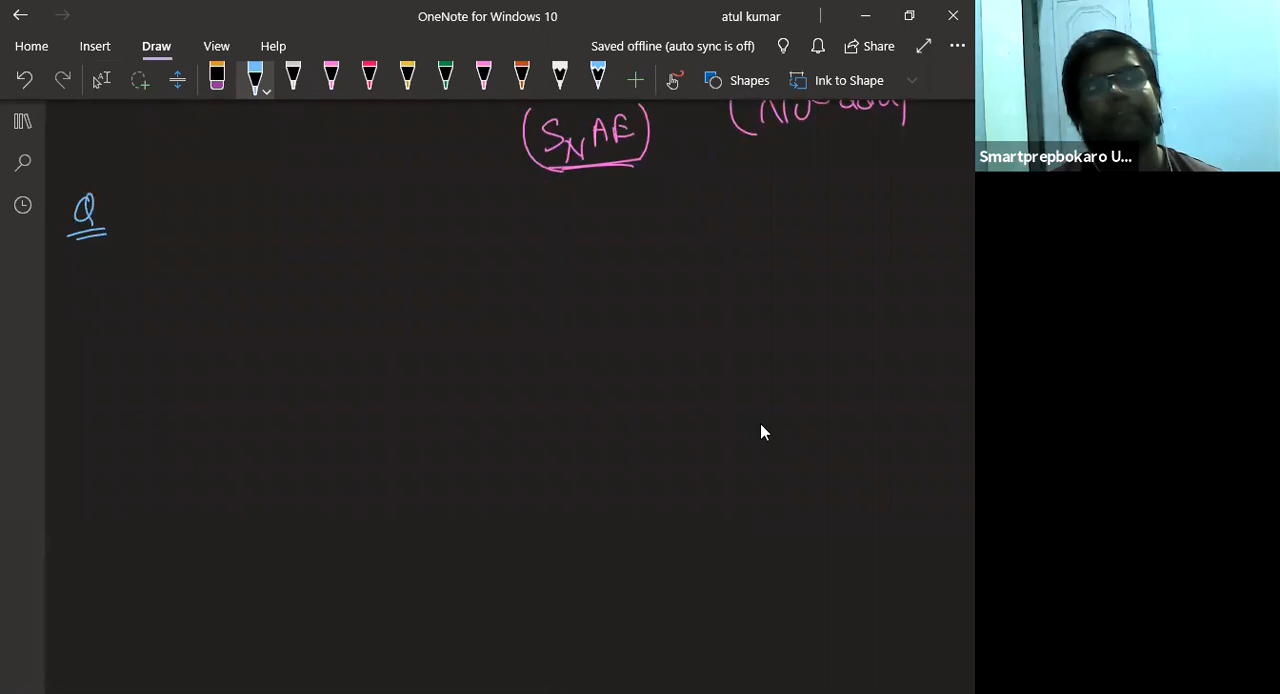 OneNote for Windows 10
atul kumar
Home
Insert
Draw
View
Help
Saved offline (auto sync is off)
Share
Shapes
Ink to Shape
Smartprepbokaro U...
(SNAE)
Q